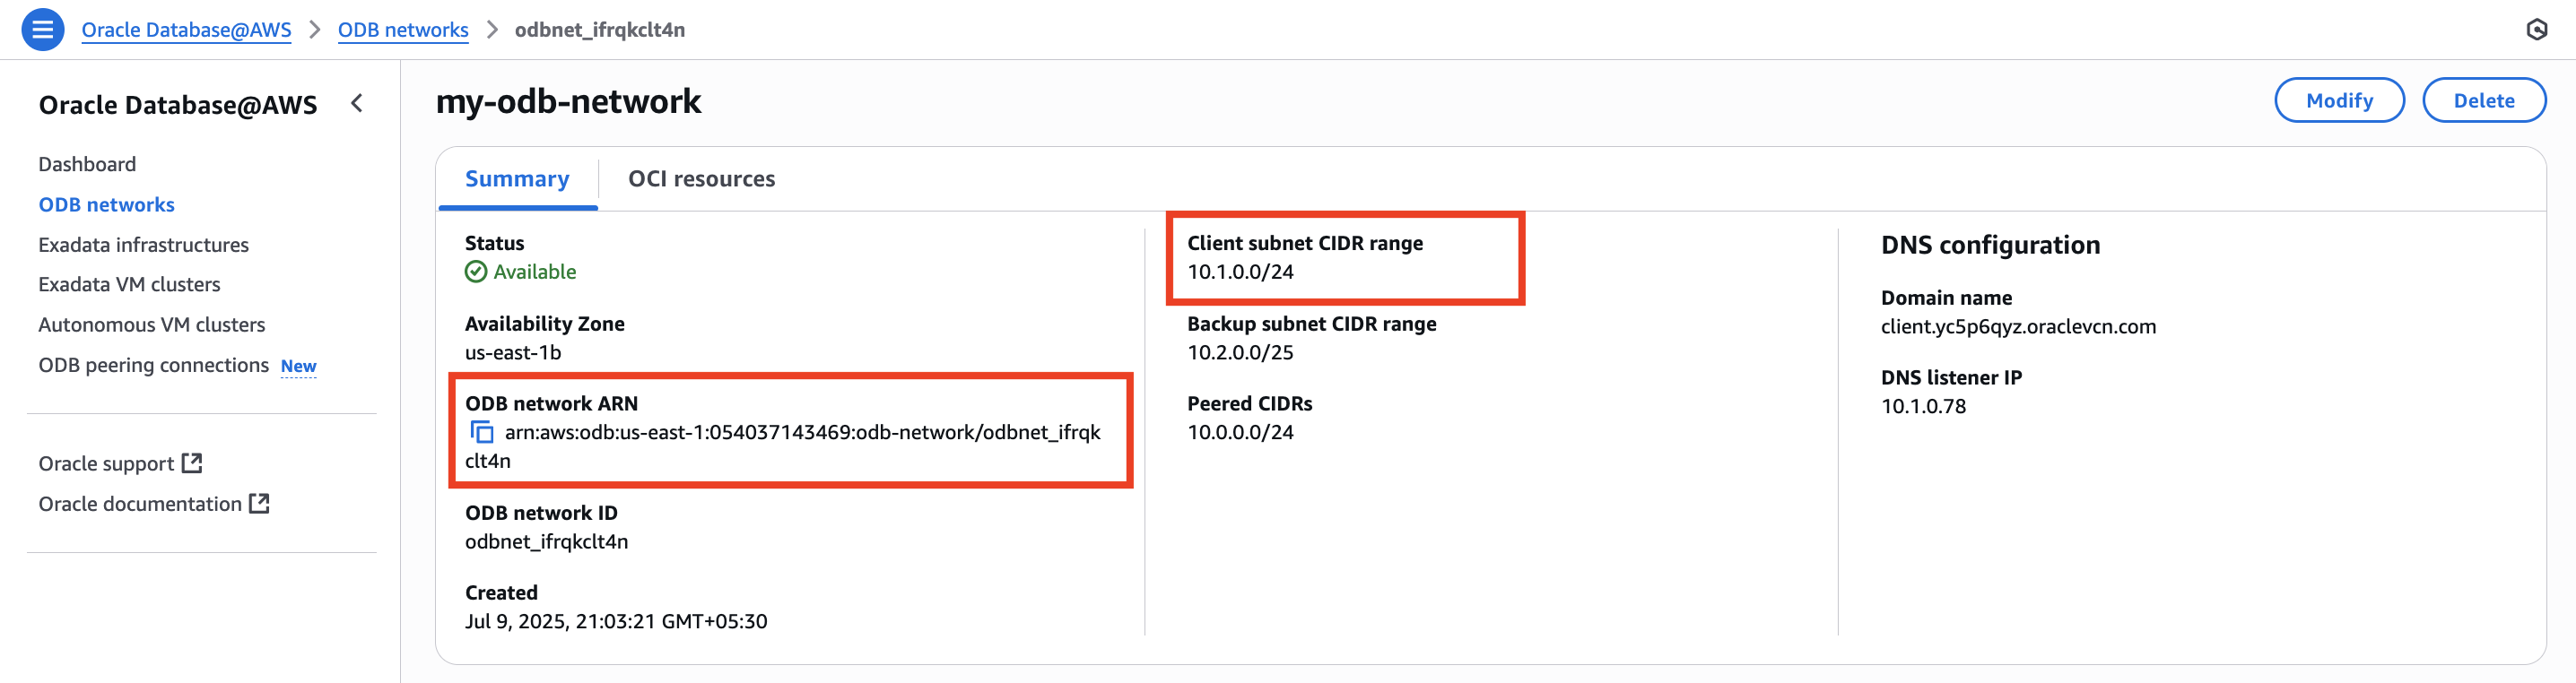 Oracle Database@AWS > ODB networks > odbnet_ifrqkclt4n
Oracle Database@AWS
Dashboard
ODB networks
Exadata infrastructures
Exadata VM clusters
Autonomous VM clusters
ODB peering connections New
Oracle support
Oracle documentation
my-odb-network
Modify
Delete
Summary
OCI resources
Status
Available
Availability Zone
us-east-1b
ODB network ARN
arn:aws:odb:us-east-1:054037143469:odb-network/odbnet_ifrqk
clt4n
ODB network ID
odbnet_ifrqkclt4n
Created
Jul 9, 2025, 21:03:21 GMT+05:30
Client subnet CIDR range
10.1.0.0/24
Backup subnet CIDR range
10.2.0.0/25
Peered CIDRs
10.0.0.0/24
DNS configuration
Domain name
client.yc5p6qyz.oraclevcn.com
DNS listener IP
10.1.0.78